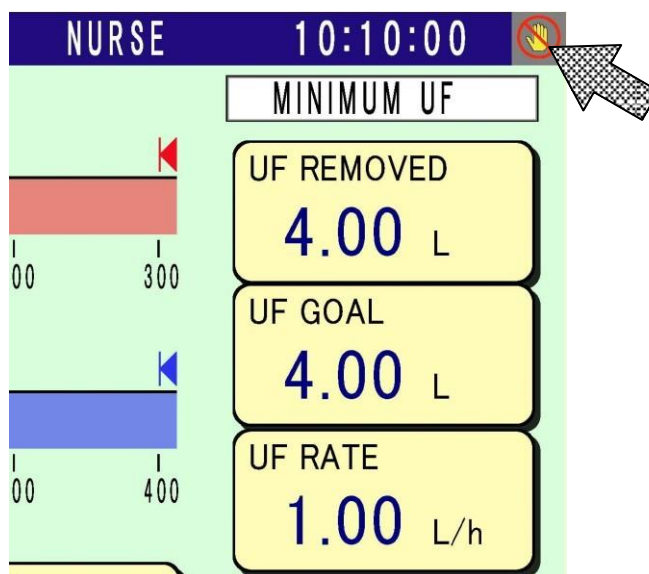 NURSE 10:10:00
MINIMUM UF
UF REMOVED
4.00 L
00 300
UF GOAL
4.00 L
UF RATE
00 400
1.00 L/h